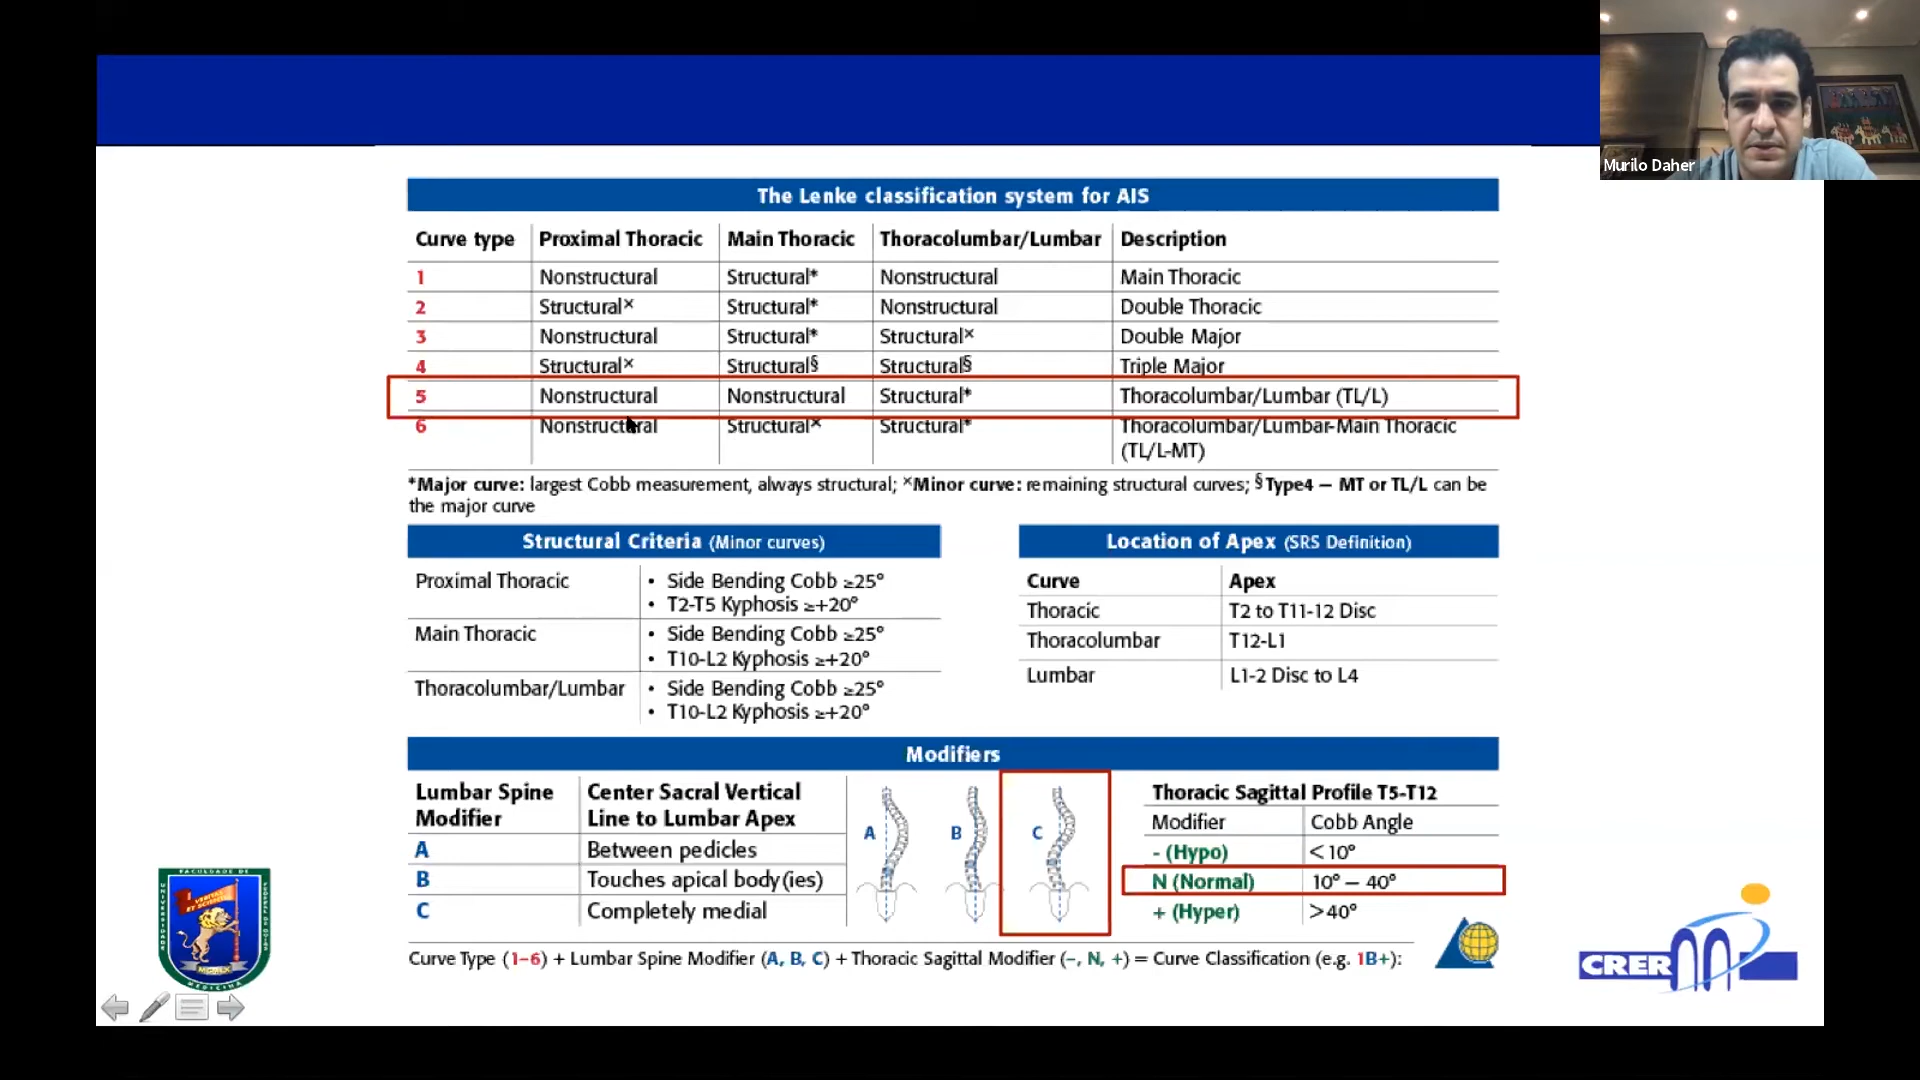 Murilo Daher
The Lenke classification system for AIS
Curve type Proximal Thoracic Main Thoracic Thoracolumbar/Lumbar Description
1 Nonstructural Structural* Nonstructural Main Thoracic
2 Structural× Structural* Nonstructural Double Thoracic
3 Nonstructural Structural* Structural× Double Major
4 Structural× Structural§ Structural§ Triple Major
5 Nonstructural Nonstructural Structural* Thoracolumbar/Lumbar (TL/L)
6 Nonstructural Structural× Structural* Thoracolumbar/Lumbar-Main Thoracic
(TL/L-MT)
*Major curve: largest Cobb measurement, always structural; ×Minor curve: remaining structural curves; §Type4 – MT or TL/L can be
the major curve
Structural Criteria (Minor curves)
Proximal Thoracic • Side Bending Cobb ≥25°
• T2-T5 Kyphosis ≥+20°
Main Thoracic • Side Bending Cobb ≥25°
• T10-L2 Kyphosis ≥+20°
Thoracolumbar/Lumbar • Side Bending Cobb ≥25°
• T10-L2 Kyphosis ≥+20°
Location of Apex (SRS Definition)
Curve Apex
Thoracic T2 to T11-12 Disc
Thoracolumbar T12-L1
Lumbar L1-2 Disc to L4
Modifiers
Lumbar Spine Center Sacral Vertical
Modifier Line to Lumbar Apex
A Between pedicles
B Touches apical body(ies)
C Completely medial
A B C
Thoracic Sagittal Profile T5-T12
Modifier Cobb Angle
- (Hypo) <10°
N (Normal) 10° – 40°
+ (Hyper) >40°
Curve Type (1–6) + Lumbar Spine Modifier (A, B, C) + Thoracic Sagittal Modifier (–, N, +) = Curve Classification (e.g. 1B+):
FACULDADE DE
MEDICINA
CRER